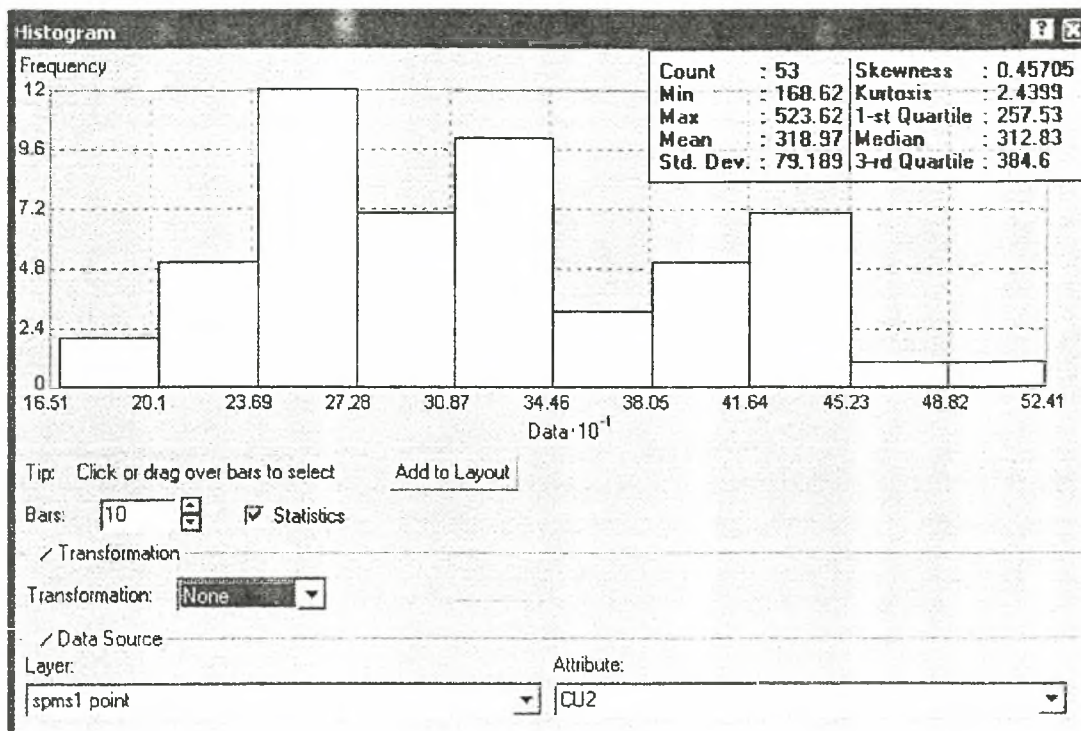 Histogram
Frequency
Count : 53 Skewness : 0.45705
Min : 168.62 Kurtosis : 2.4399
Max : 523.62 1-st Quartile : 257.53
Mean : 318.97 Median : 312.83
Std. Dev. : 79.189 3-rd Quartile : 384.6
12
9.6
7.2
4.8
2.4
0
16.51 20.1 23.69 27.28 30.87 34.46 38.05 41.64 45.23 48.82 52.41
Data·10⁻¹
Tip: Click or drag over bars to select Add to Layout
Bars: 10 Statistics
Transformation
Transformation: None
Data Source
Layer: Attribute:
spms1 point CU2